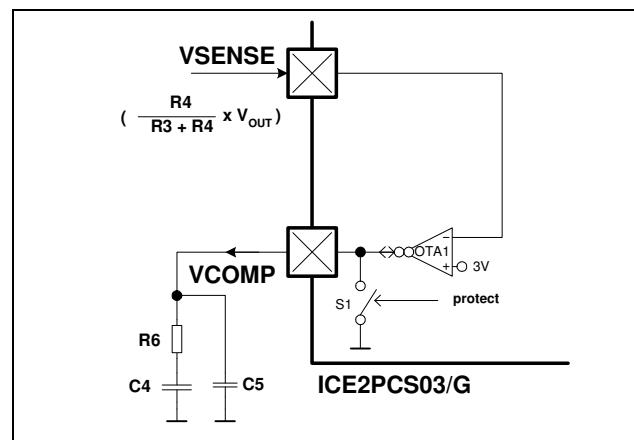 VSENSE
( R4
R3 + R4 x VOUT )
OTA1
3V
VCOMP
S1
protect
R6
C4
C5
ICE2PCS03/G